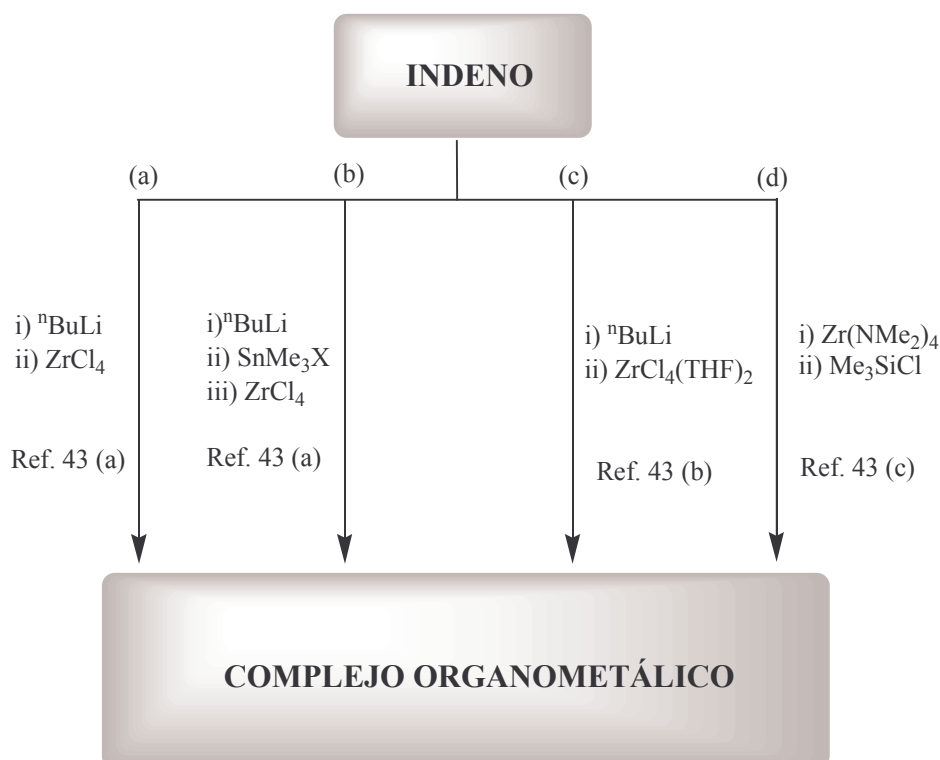 INDENO
(a)
(b)
(c)
(d)
i) ⁿBuLi
ii) ZrCl₄
Ref. 43 (a)
i)ⁿBuLi
ii) SnMe₃X
iii) ZrCl₄
Ref. 43 (a)
i) ⁿBuLi
ii) ZrCl₄(THF)₂
Ref. 43 (b)
i) Zr(NMe₂)₄
ii) Me₃SiCl
Ref. 43 (c)
COMPLEJO ORGANOMETÁLICO